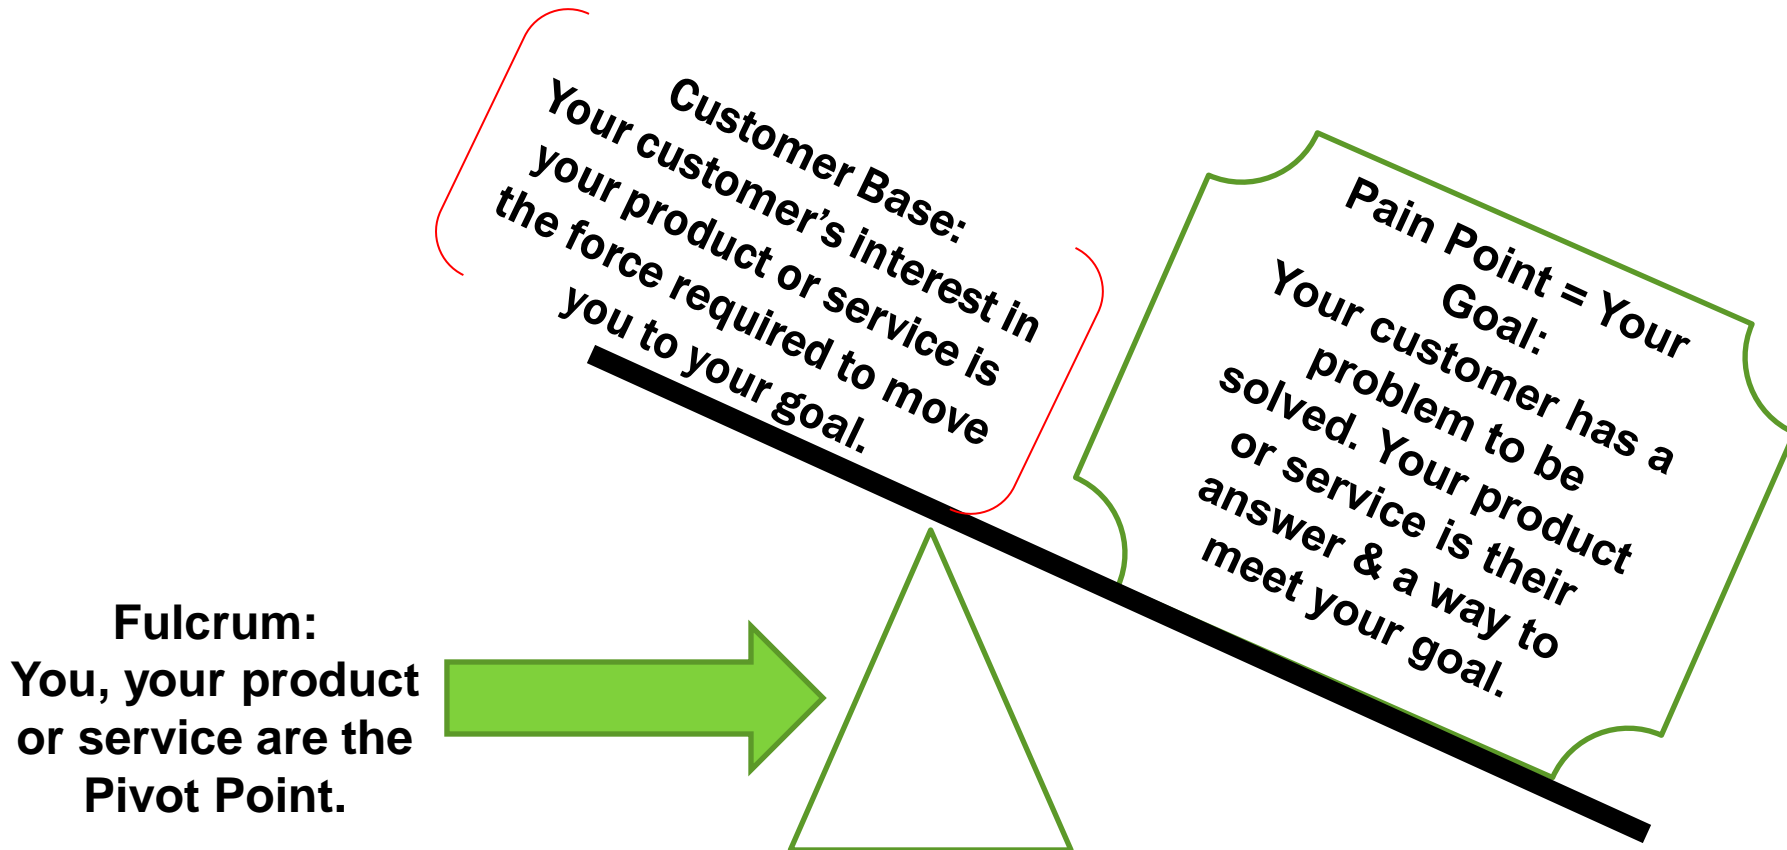 Customer Base:
Your customer’s interest in
your product or service is
the force required to move
you to your goal.
Pain Point = Your
Goal:
Your customer has a
problem to be
solved. Your product
or service is their
answer & a way to
meet your goal.
Fulcrum:
You, your product
or service are the
Pivot Point.